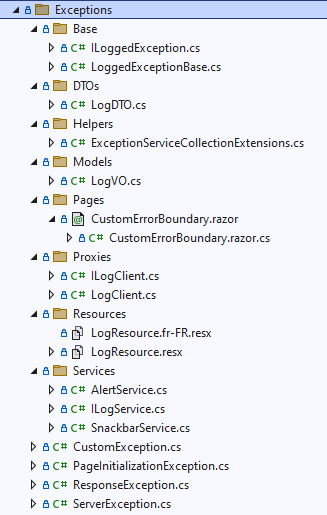 Exceptions
Base
C# ILoggedException.cs
C# LoggedExceptionBase.cs
DTOs
C# LogDTO.cs
Helpers
C# ExceptionServiceCollectionExtensions.cs
Models
C# LogVO.cs
Pages
@ CustomErrorBoundary.razor
C# CustomErrorBoundary.razor.cs
Proxies
C# ILogClient.cs
C# LogClient.cs
Resources
LogResource.fr-FR.resx
LogResource.resx
Services
C# AlertService.cs
C# ILogService.cs
C# SnackbarService.cs
C# CustomException.cs
C# PageInitializationException.cs
C# ResponseException.cs
C# ServerException.cs